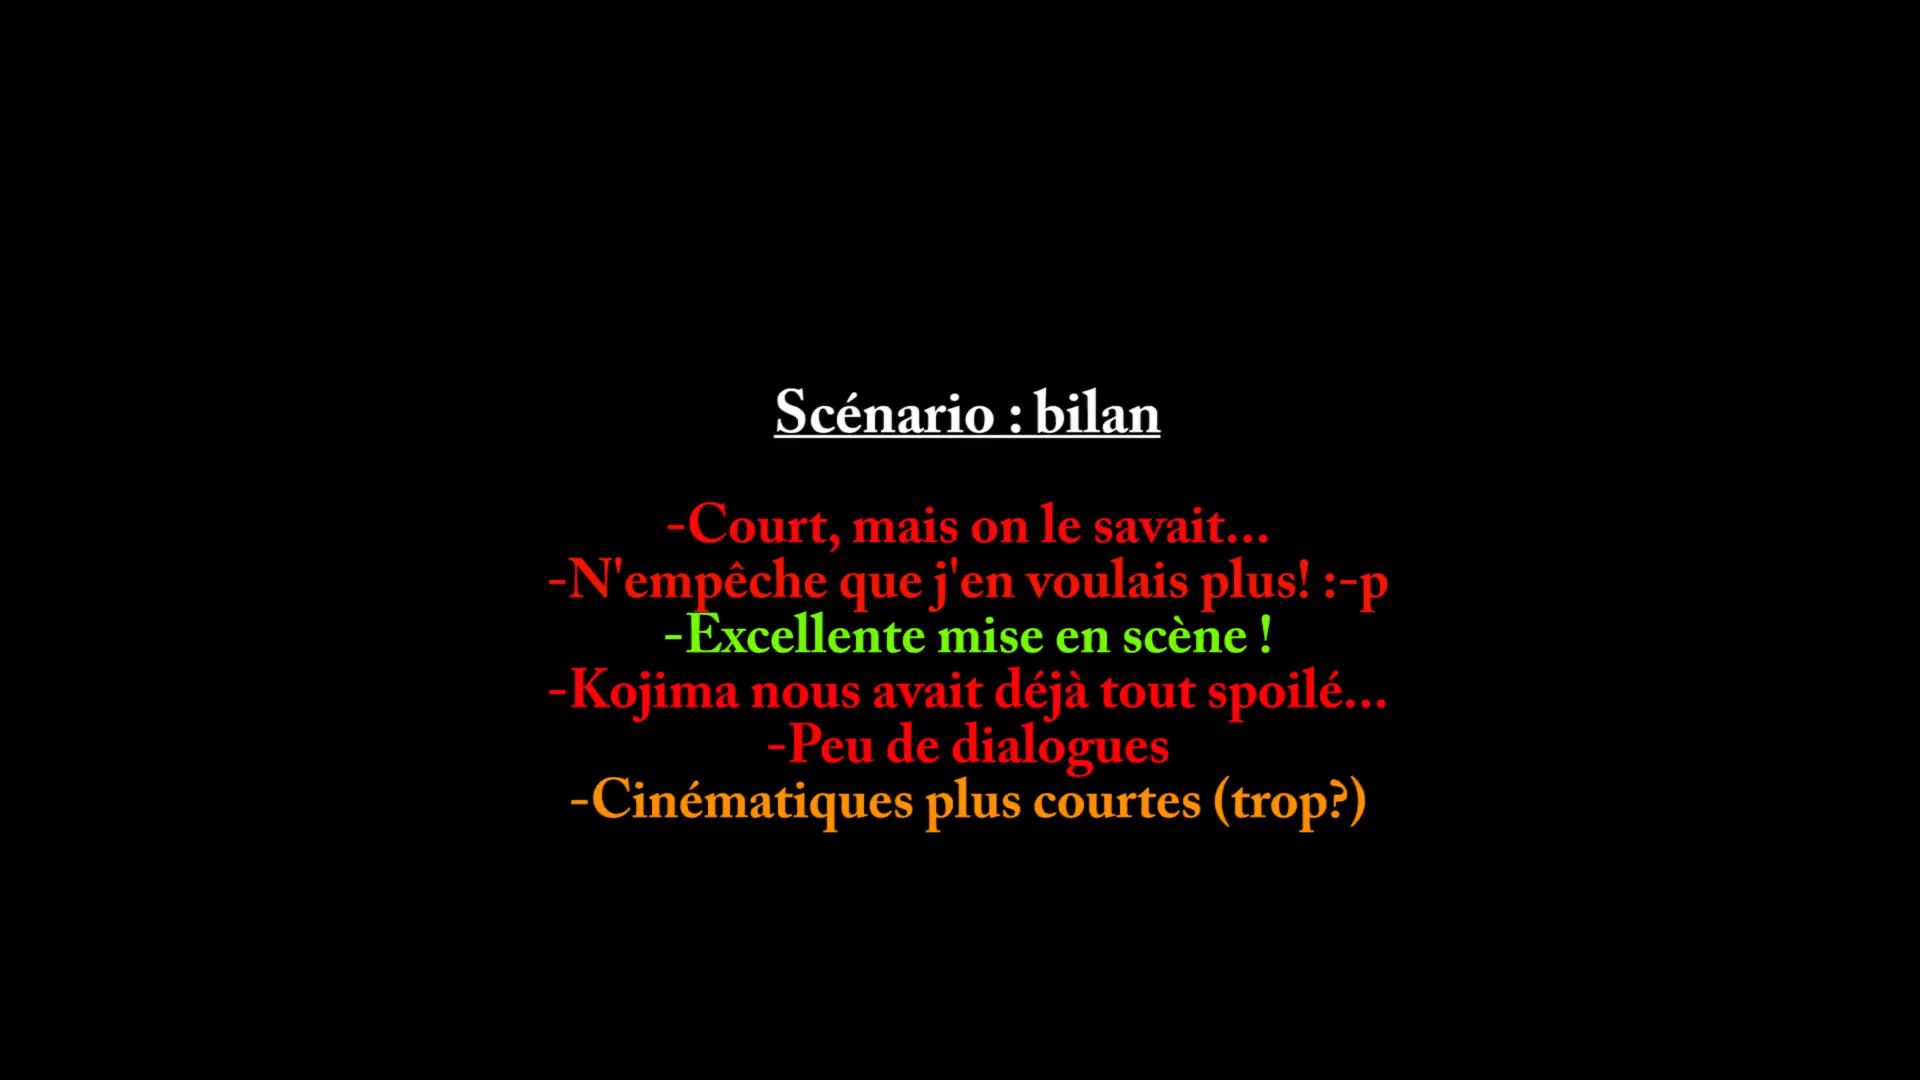 Scénario : bilan
-Court, mais on le savait...
-N'empêche que j'en voulais plus! :-p
-Excellente mise en scène !
-Kojima nous avait déjà tout spoilé...
-Peu de dialogues
-Cinématiques plus courtes (trop?)